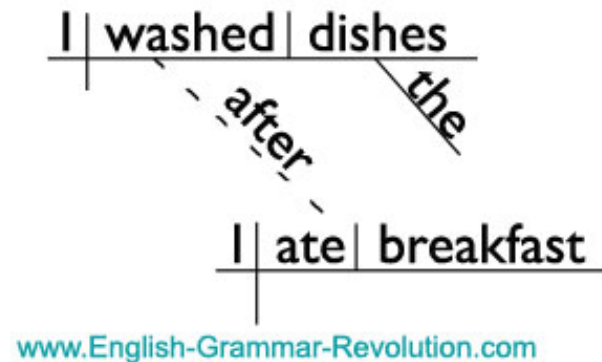 I washed dishes
the
after
I ate breakfast
www.English-Grammar-Revolution.com